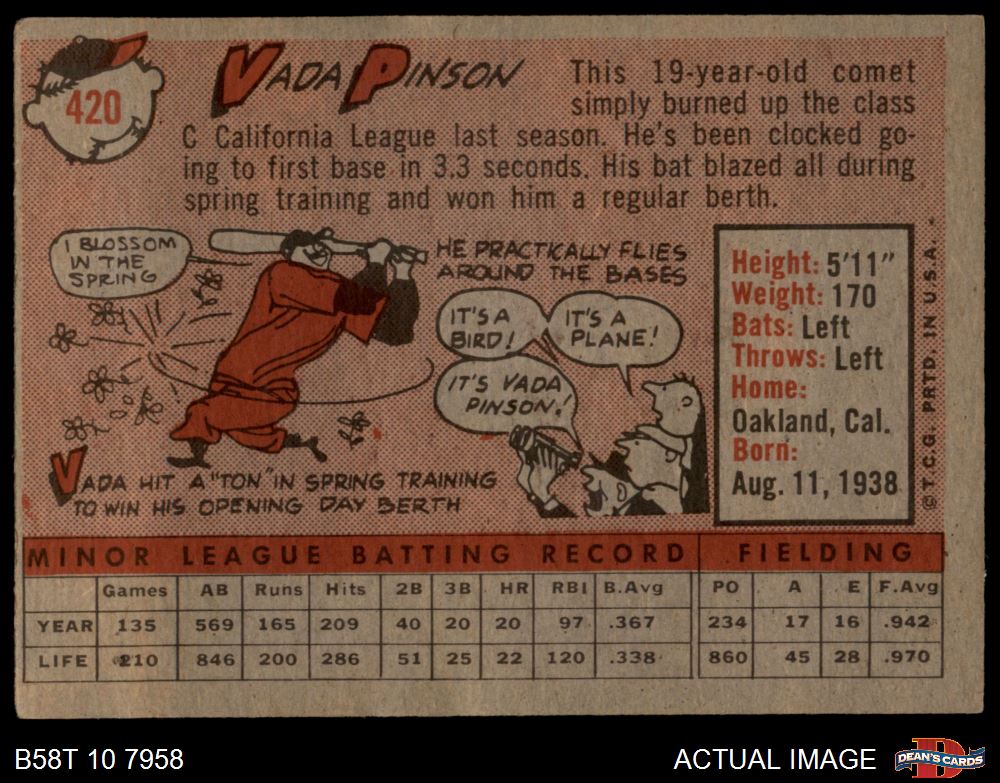 420
VADA PINSON
This 19-year-old comet
simply burned up the class
C California League last season. He's been clocked go-
ing to first base in 3.3 seconds. His bat blazed all during
spring training and won him a regular berth.
I BLOSSOM
IN THE
SPRING
VADA HIT A "TON" IN SPRING TRAINING
TO WIN HIS OPENING DAY BERTH
HE PRACTICALLY FLIES
AROUND THE BASES
IT'S A
BIRD!
IT'S A
PLANE!
IT'S VADA
PINSON!
Height: 5'11"
Weight: 170
Bats: Left
Throws: Left
Home:
Oakland, Cal.
Born:
Aug. 11, 1938
© T.C.G. PRTD. IN U.S.A.
MINOR LEAGUE BATTING RECORD FIELDING
Games AB Runs Hits 2B 3B HR RBI B.Avg PO A E F.Avg
YEAR 135 569 165 209 40 20 20 97 .367 234 17 16 .942
LIFE 210 846 200 286 51 25 22 120 .338 860 45 28 .970
B58T 10 7958
ACTUAL IMAGE
D
DEAN'S CARDS